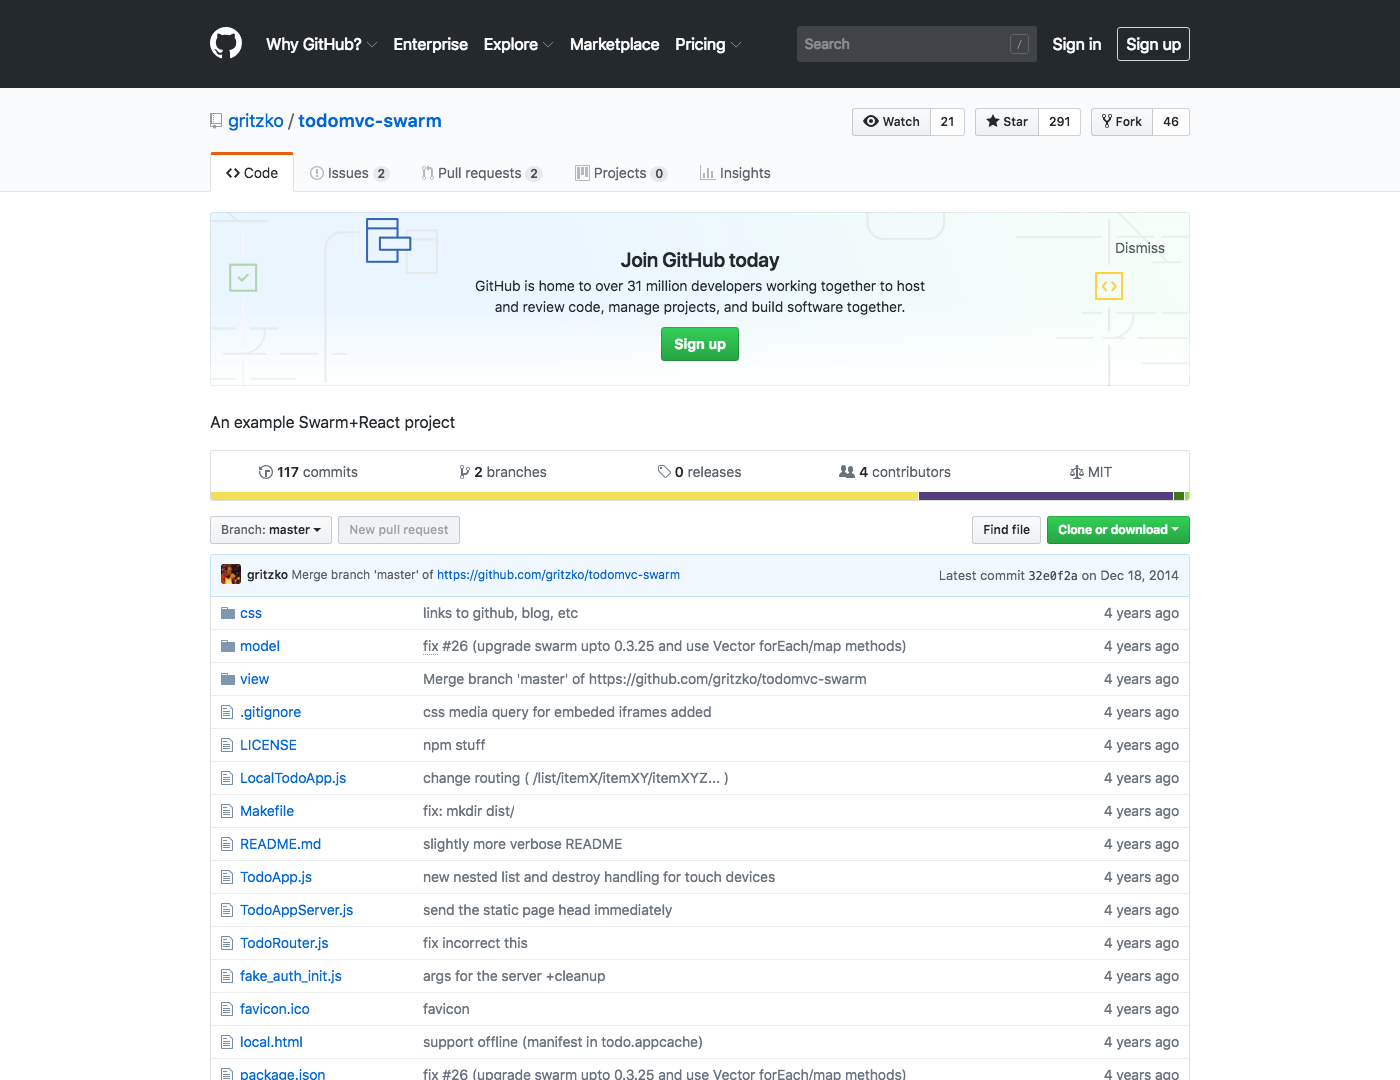 Why GitHub? Enterprise Explore Marketplace Pricing Search / Sign in Sign up
gritzko / todomvc-swarm Watch 21 Star 291 Fork 46
Code Issues 2 Pull requests 2 Projects 0 Insights
Dismiss
Join GitHub today
GitHub is home to over 31 million developers working together to host
and review code, manage projects, and build software together.
Sign up
An example Swarm+React project
117 commits 2 branches 0 releases 4 contributors MIT
Branch: master New pull request Find file Clone or download
gritzko Merge branch 'master' of https://github.com/gritzko/todomvc-swarm Latest commit 32e0f2a on Dec 18, 2014
css links to github, blog, etc 4 years ago
model fix #26 (upgrade swarm upto 0.3.25 and use Vector forEach/map methods) 4 years ago
view Merge branch 'master' of https://github.com/gritzko/todomvc-swarm 4 years ago
.gitignore css media query for embeded iframes added 4 years ago
LICENSE npm stuff 4 years ago
LocalTodoApp.js change routing ( /list/itemX/itemXY/itemXYZ... ) 4 years ago
Makefile fix: mkdir dist/ 4 years ago
README.md slightly more verbose README 4 years ago
TodoApp.js new nested list and destroy handling for touch devices 4 years ago
TodoAppServer.js send the static page head immediately 4 years ago
TodoRouter.js fix incorrect this 4 years ago
fake_auth_init.js args for the server +cleanup 4 years ago
favicon.ico favicon 4 years ago
local.html support offline (manifest in todo.appcache) 4 years ago
package.json fix #26 (upgrade swarm upto 0.3.25 and use Vector forEach/map methods) 4 years ago